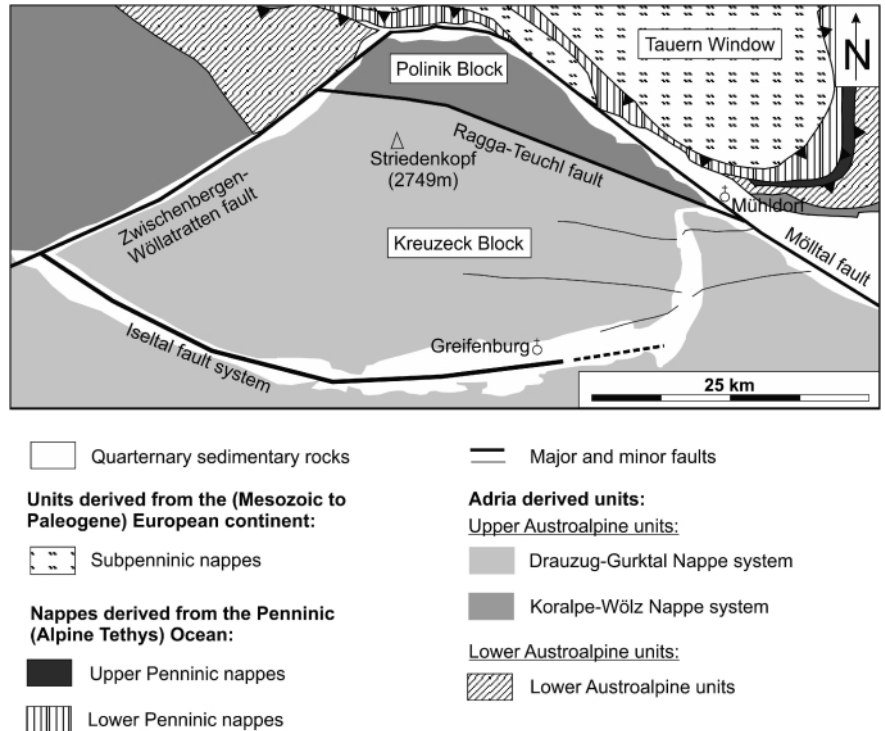 Tauern Window
N
Polinik Block
Ragga-Teuchl fault
Striedenkopf
(2749m)
Mühldorf
Zwischenbergen-
Wöllatratten fault
Kreuzeck Block
Mölltal fault
Iseltal fault system
Greifenburg
25 km
Quarternary sedimentary rocks
Units derived from the (Mesozoic to
Paleogene) European continent:
Subpenninic nappes
Nappes derived from the Penninic
(Alpine Tethys) Ocean:
Upper Penninic nappes
Lower Penninic nappes
Major and minor faults
Adria derived units:
Upper Austroalpine units:
Drauzug-Gurktal Nappe system
Koralpe-Wölz Nappe system
Lower Austroalpine units:
Lower Austroalpine units